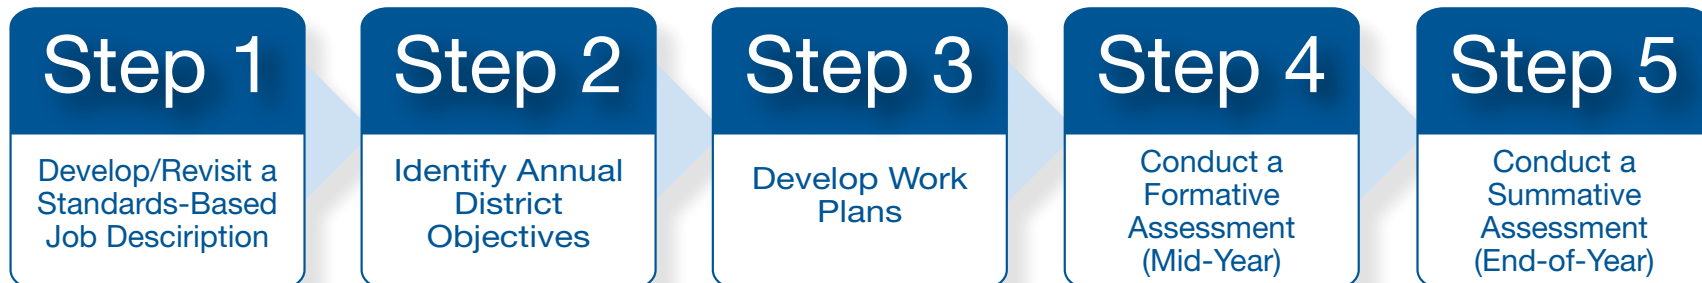 Step 1
Develop/Revisit a
Standards-Based
Job Desciription
Step 2
Identify Annual
District
Objectives
Step 3
Develop Work
Plans
Step 4
Conduct a
Formative
Assessment
(Mid-Year)
Step 5
Conduct a
Summative
Assessment
(End-of-Year)